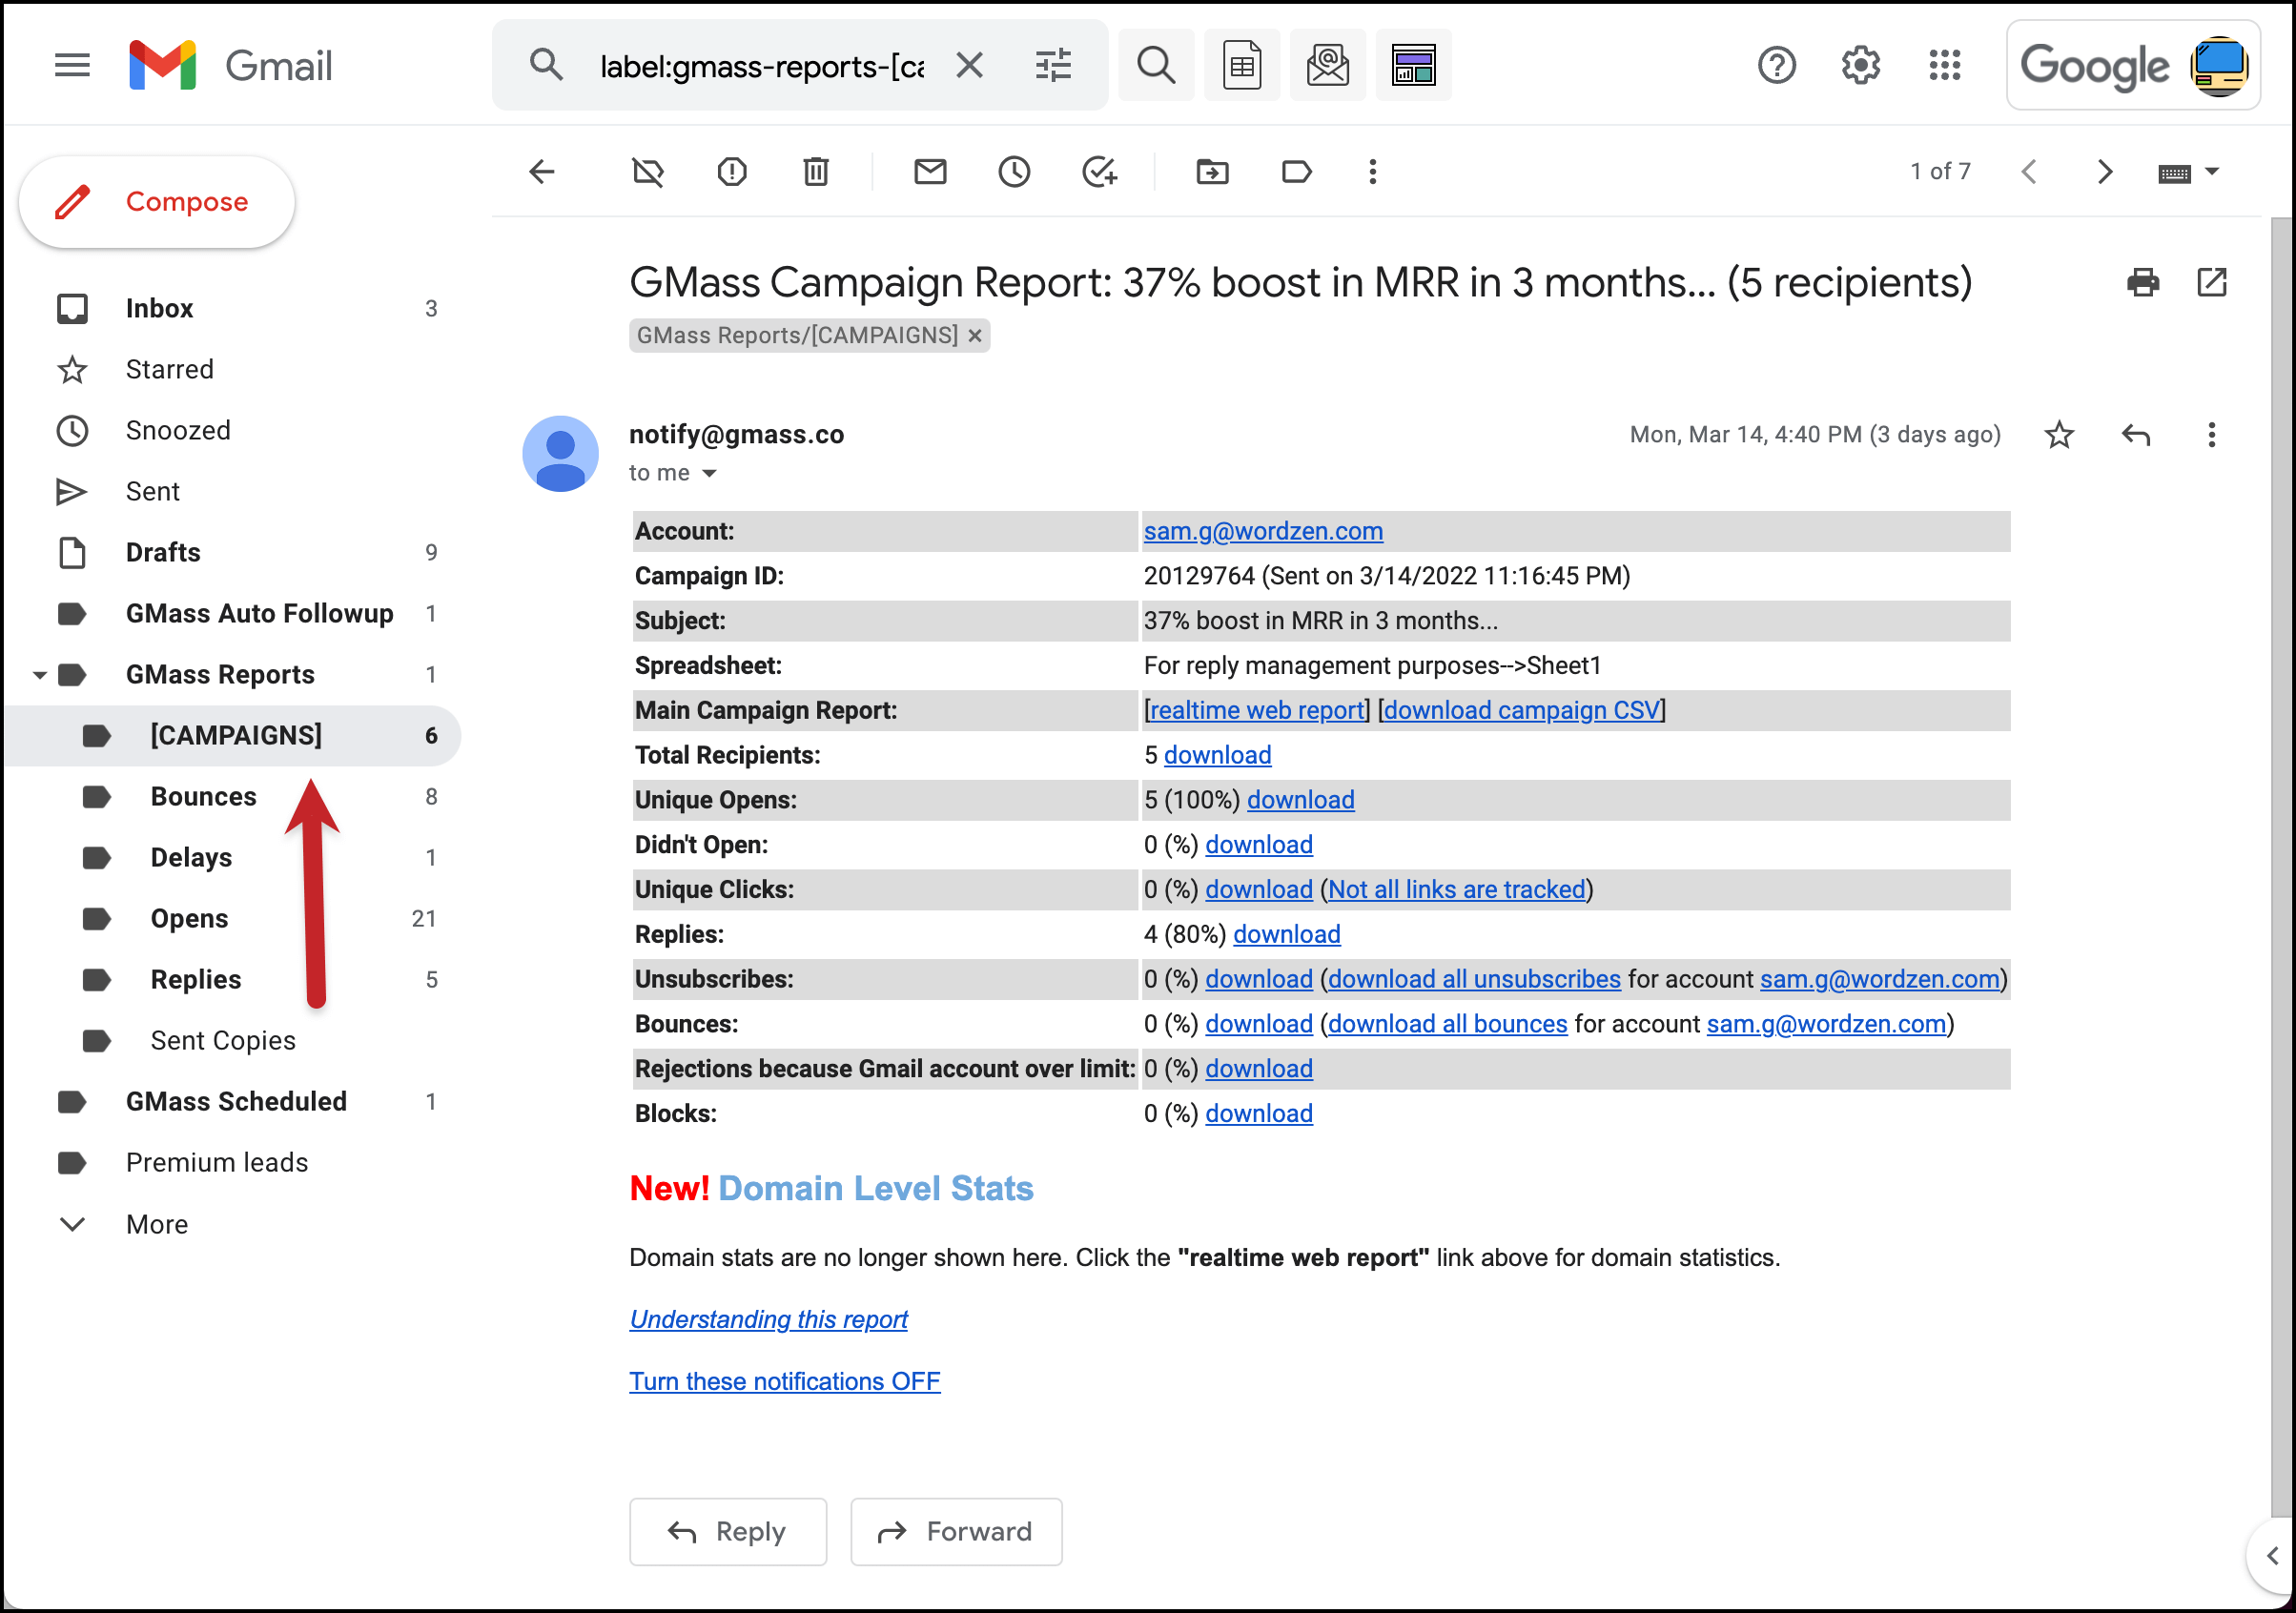 Gmail
label:gmass-reports-[ca
Google
Compose
1 of 7
Inbox 3
Starred
Snoozed
Sent
Drafts 9
GMass Auto Followup 1
GMass Reports 1
[CAMPAIGNS] 6
Bounces 8
Delays 1
Opens 21
Replies 5
Sent Copies
GMass Scheduled 1
Premium leads
More
GMass Campaign Report: 37% boost in MRR in 3 months... (5 recipients)
GMass Reports/[CAMPAIGNS] ×
notify@gmass.co
Mon, Mar 14, 4:40 PM (3 days ago)
to me
Account: sam.g@wordzen.com
Campaign ID: 20129764 (Sent on 3/14/2022 11:16:45 PM)
Subject: 37% boost in MRR in 3 months...
Spreadsheet: For reply management purposes-->Sheet1
Main Campaign Report: [realtime web report] [download campaign CSV]
Total Recipients: 5 download
Unique Opens: 5 (100%) download
Didn't Open: 0 (%) download
Unique Clicks: 0 (%) download (Not all links are tracked)
Replies: 4 (80%) download
Unsubscribes: 0 (%) download (download all unsubscribes for account sam.g@wordzen.com)
Bounces: 0 (%) download (download all bounces for account sam.g@wordzen.com)
Rejections because Gmail account over limit: 0 (%) download
Blocks: 0 (%) download
New! Domain Level Stats
Domain stats are no longer shown here. Click the "realtime web report" link above for domain statistics.
Understanding this report
Turn these notifications OFF
Reply
Forward